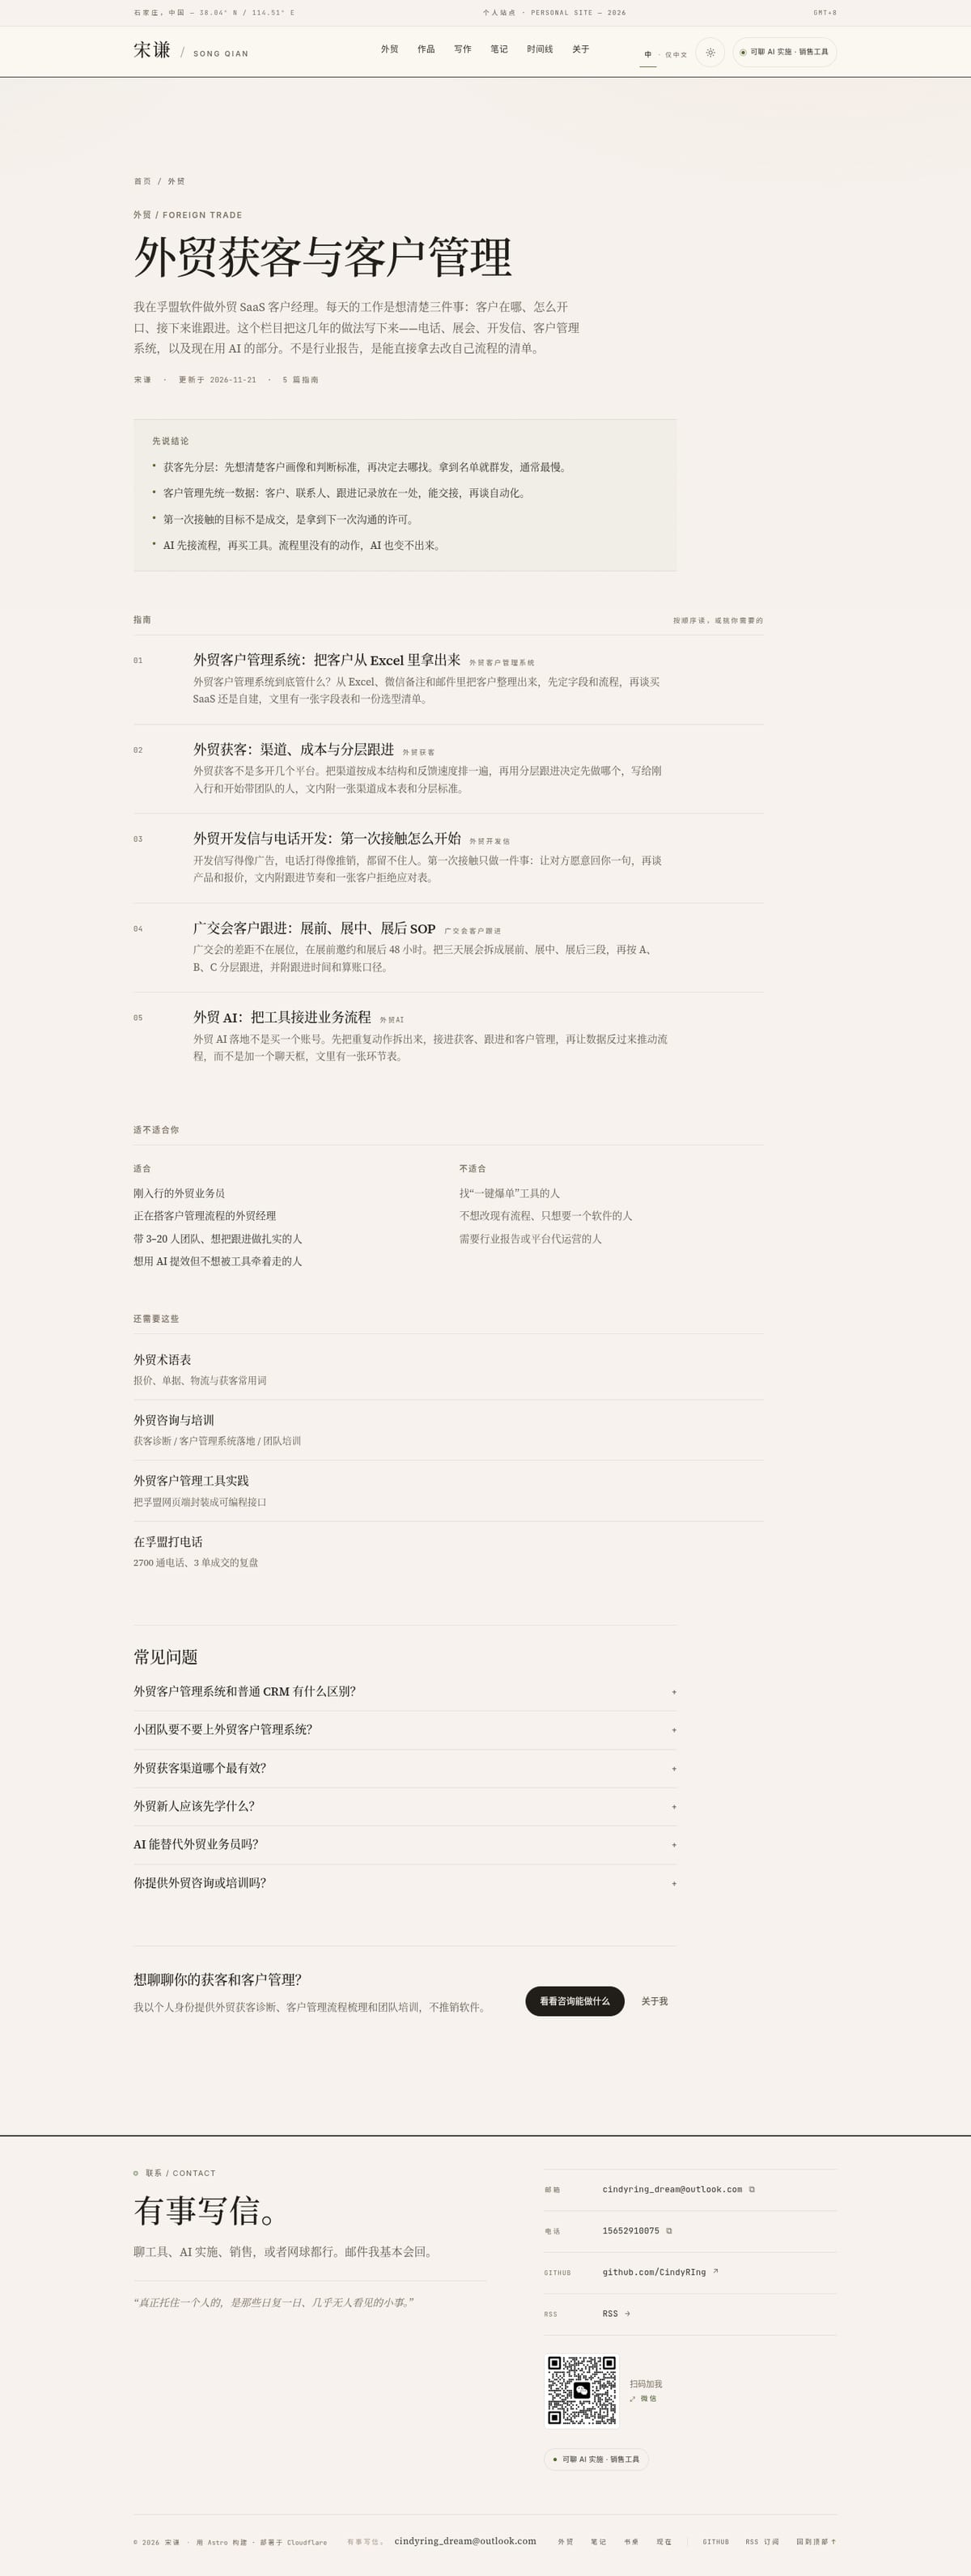 石家庄，中国 — 38.04° N / 114.51° E
个人站点 · PERSONAL SITE — 2026
GMT+8
宋谦 / SONG QIAN
外贸 作品 写作 笔记 时间线 关于
中 · 仅中文
可聊 AI 实施 · 销售工具
首页 / 外贸
外贸 / FOREIGN TRADE
外贸获客与客户管理
我在孚盟软件做外贸 SaaS 客户经理。每天的工作是想清楚三件事：客户在哪、怎么开
口、接下来谁跟进。这个栏目把这几年的做法写下来——电话、展会、开发信、客户管理
系统，以及现在用 AI 的部分。不是行业报告，是能直接拿去改自己流程的清单。
宋谦 · 更新于 2026-11-21 · 5 篇指南
先说结论
• 获客先分层：先想清楚客户画像和判断标准，再决定去哪找。拿到名单就群发，通常最慢。
• 客户管理先统一数据：客户、联系人、跟进记录放在一处，能交接，再谈自动化。
• 第一次接触的目标不是成交，是拿到下一次沟通的许可。
• AI 先接流程，再买工具。流程里没有的动作，AI 也变不出来。
指南
按顺序读，或挑你需要的
01
外贸客户管理系统：把客户从 Excel 里拿出来 外贸客户管理系统
外贸客户管理系统到底管什么？从 Excel、微信备注和邮件里把客户整理出来，先定字段和流程，再谈买
SaaS 还是自建，文里有一张字段表和一份选型清单。
02
外贸获客：渠道、成本与分层跟进 外贸获客
外贸获客不是多开几个平台。把渠道按成本结构和反馈速度排一遍，再用分层跟进决定先做哪个，写给刚
入行和开始带团队的人，文内附一张渠道成本表和分层标准。
03
外贸开发信与电话开发：第一次接触怎么开始 外贸开发信
开发信写得像广告，电话打得像推销，都留不住人。第一次接触只做一件事：让对方愿意回你一句，再谈
产品和报价，文内附跟进节奏和一张客户拒绝应对表。
04
广交会客户跟进：展前、展中、展后 SOP 广交会客户跟进
广交会的差距不在展位，在展前邀约和展后 48 小时。把三天展会拆成展前、展中、展后三段，再按 A、
B、C 分层跟进，并附跟进时间和算账口径。
05
外贸 AI：把工具接进业务流程 外贸AI
外贸 AI 落地不是买一个账号。先把重复动作拆出来，接进获客、跟进和客户管理，再让数据反过来推动流
程，而不是加一个聊天框，文里有一张环节表。
适不适合你
适合
刚入行的外贸业务员
正在搭客户管理流程的外贸经理
带 3–20 人团队、想把跟进做扎实的人
想用 AI 提效但不想被工具牵着走的人
不适合
找“一键爆单”工具的人
不想改现有流程、只想要一个软件的人
需要行业报告或平台代运营的人
还需要这些
外贸术语表
报价、单据、物流与获客常用词
外贸咨询与培训
获客诊断 / 客户管理系统落地 / 团队培训
外贸客户管理工具实践
把孚盟网页端封装成可编程接口
在孚盟打电话
2700 通电话、3 单成交的复盘
常见问题
外贸客户管理系统和普通 CRM 有什么区别？ +
小团队要不要上外贸客户管理系统？ +
外贸获客渠道哪个最有效？ +
外贸新人应该先学什么？ +
AI 能替代外贸业务员吗？ +
你提供外贸咨询或培训吗？ +
想聊聊你的获客和客户管理？
我以个人身份提供外贸获客诊断、客户管理流程梳理和团队培训，不推销软件。
看看咨询能做什么
关于我
联系 / CONTACT
有事写信。
聊工具、AI 实施、销售，或者网球都行。邮件我基本会回。
“真正托住一个人的，是那些日复一日、几乎无人看见的小事。”
邮箱 cindyring_dream@outlook.com
电话 15652910075
GITHUB github.com/CindyRIng ↗
RSS RSS →
扫码加我
⤢ 微信
可聊 AI 实施 · 销售工具
© 2026 宋谦 · 用 Astro 构建 · 部署于 Cloudflare
有事写信。 cindyring_dream@outlook.com
外贸 笔记 书桌 现在 GITHUB RSS 订阅 回到顶部 ↑